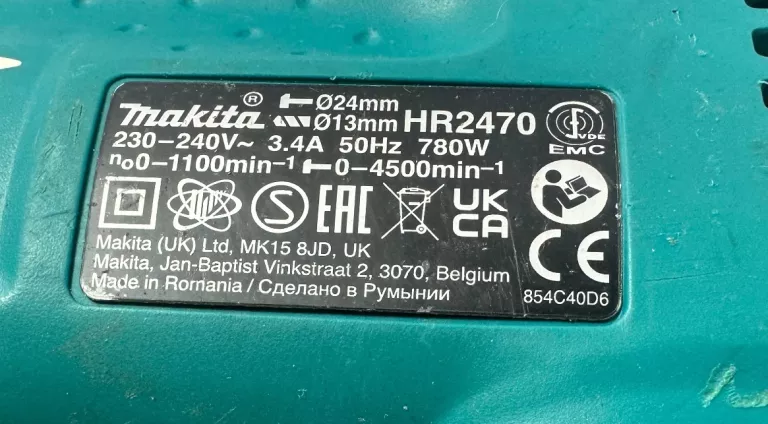 makita® Ø24mm
Ø13mm HR2470
230–240V~ 3.4A 50Hz 780W
no0–1100min-1 0–4500min-1
VDE
EMC
S EAC UK CA
CE
Makita (UK) Ltd, MK15 8JD, UK
Makita, Jan-Baptist Vinkstraat 2, 3070, Belgium
Made in Romania / Сделано в Румынии
854C40D6